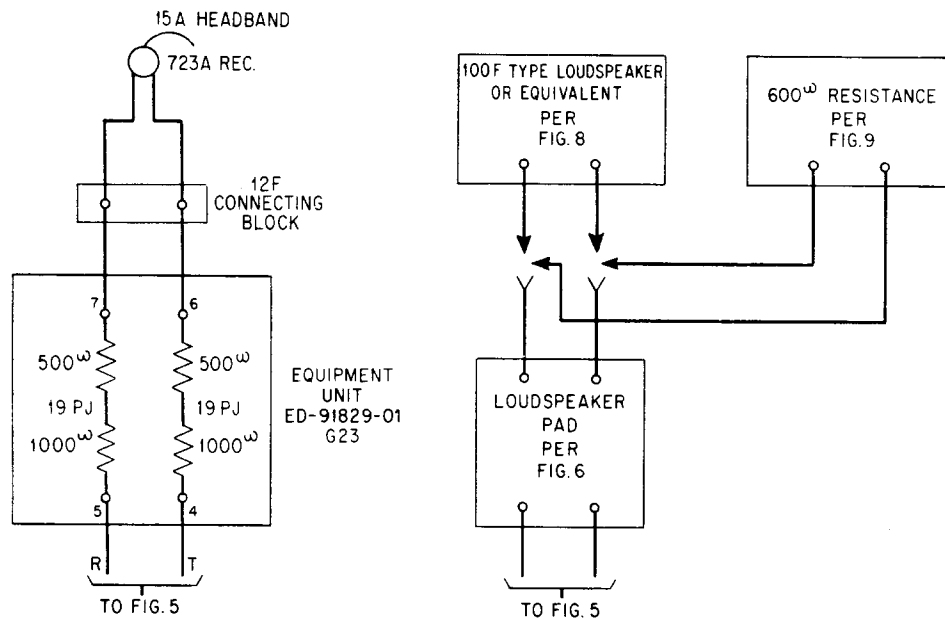 15A HEADBAND
723A REC.
12F
CONNECTING
BLOCK
7
6
500ω
500ω
19 PJ
19 PJ
1000ω
1000ω
5
4
R
T
TO FIG. 5
EQUIPMENT
UNIT
ED-91829-01
G23
100F TYPE LOUDSPEAKER
OR EQUIVALENT
PER
FIG. 8
600ω RESISTANCE
PER
FIG. 9
LOUDSPEAKER
PAD
PER
FIG. 6
TO FIG. 5